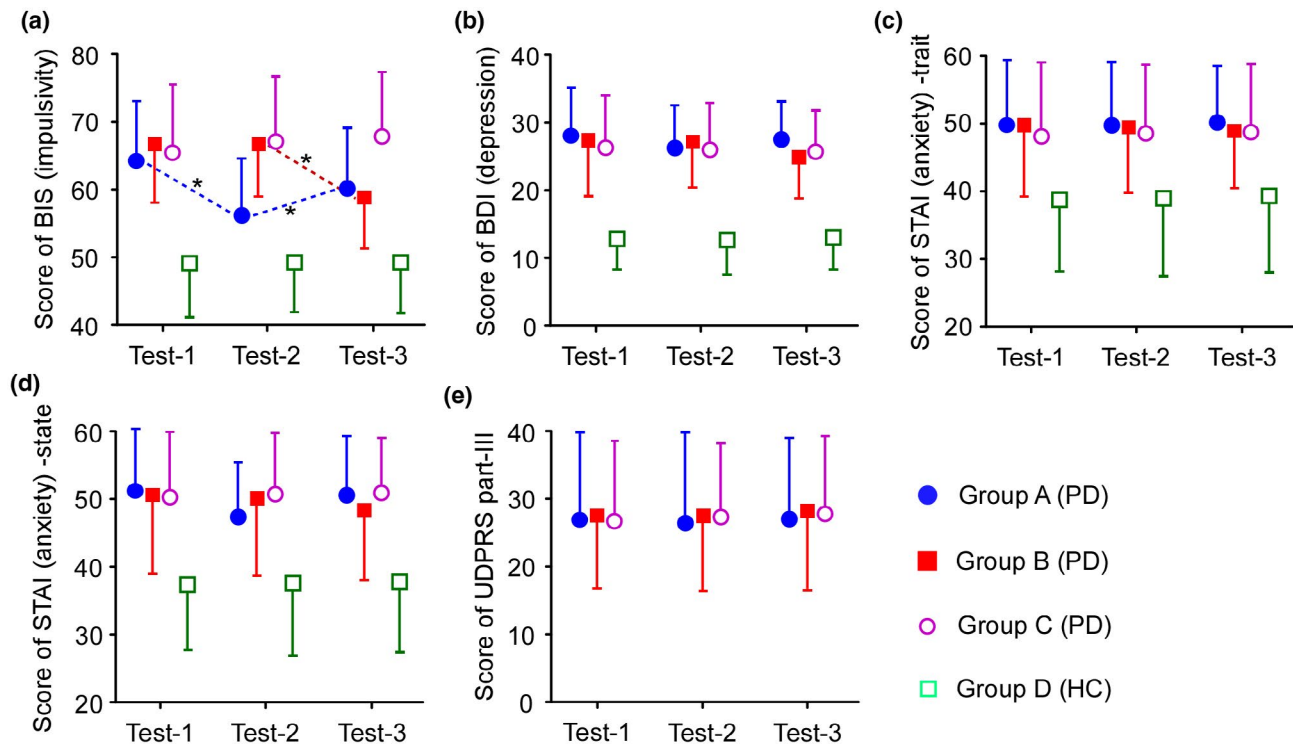 (a)
Score of BIS (impulsivity)
80
70
60
50
40
*
*
*
Test-1 Test-2 Test-3
(b)
Score of BDI (depression)
40
30
20
10
0
Test-1 Test-2 Test-3
(c)
Score of STAI (anxiety) -trait
60
50
40
30
20
Test-1 Test-2 Test-3
(d)
Score of STAI (anxiety) -state
60
50
40
30
20
Test-1 Test-2 Test-3
(e)
Score of UDPRS part-III
40
30
20
10
0
Test-1 Test-2 Test-3
Group A (PD)
Group B (PD)
Group C (PD)
Group D (HC)